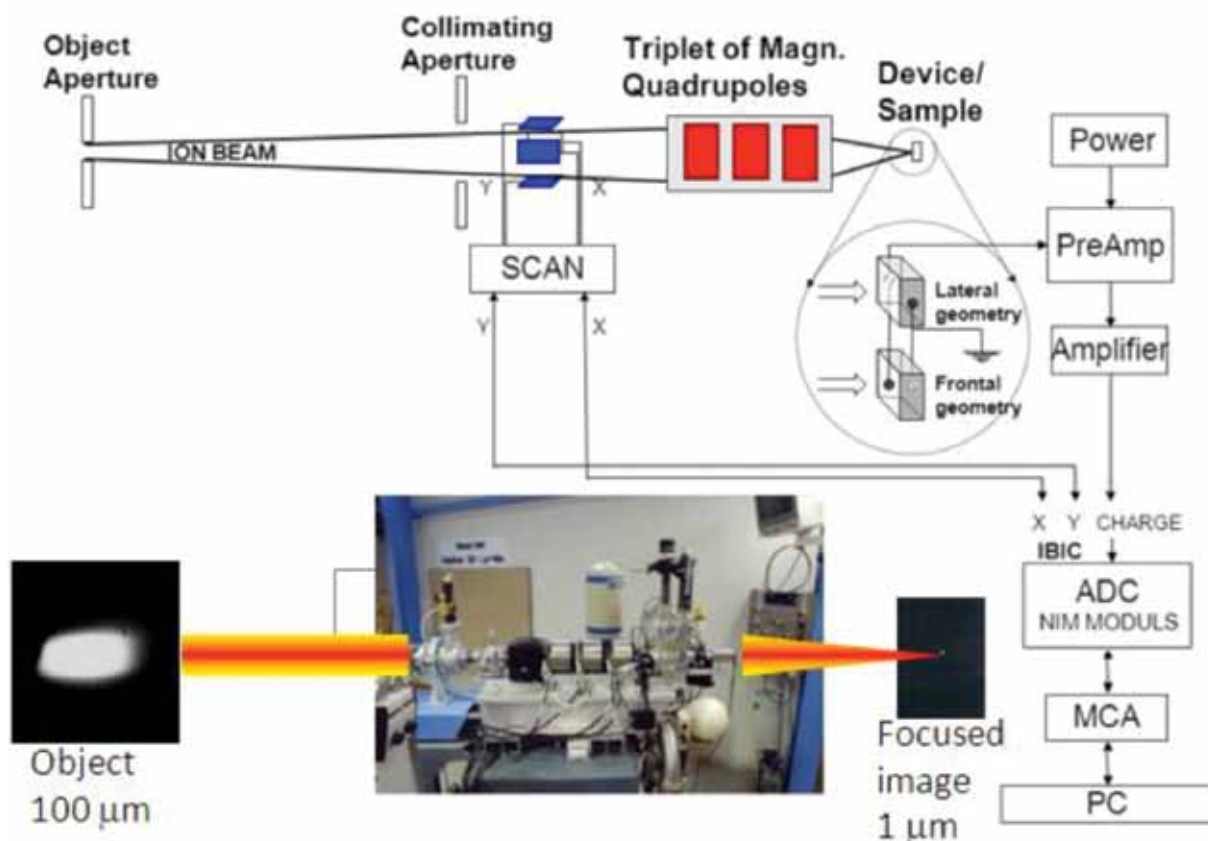 Object
Aperture
Collimating
Aperture
Triplet of Magn.
Quadrupoles
Device/
Sample
ION BEAM
Y
X
SCAN
Y
X
Power
PreAmp
Lateral
geometry
Amplifier
Frontal
geometry
X Y CHARGE
IBIC
ADC
NIM MODULS
MCA
PC
Object
100 μm
Focused
image
1 μm